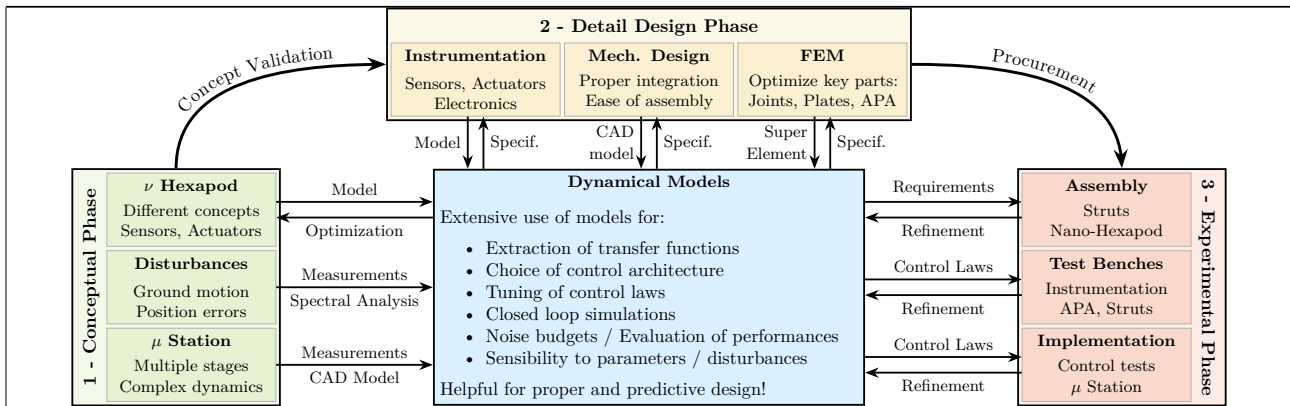 2 - Detail Design Phase
Instrumentation
Sensors, Actuators
Electronics
Mech. Design
Proper integration
Ease of assembly
FEM
Optimize key parts:
Joints, Plates, APA
Concept Validation
Procurement
Model
Specif.
CAD
model
Specif.
Super
Element
Specif.
1 - Conceptual Phase
ν Hexapod
Different concepts
Sensors, Actuators
Disturbances
Ground motion
Position errors
μ Station
Multiple stages
Complex dynamics
Model
Optimization
Measurements
Spectral Analysis
Measurements
CAD Model
Dynamical Models
Extensive use of models for:
• Extraction of transfer functions
• Choice of control architecture
• Tuning of control laws
• Closed loop simulations
• Noise budgets / Evaluation of performances
• Sensibility to parameters / disturbances
Helpful for proper and predictive design!
Requirements
Refinement
Control Laws
Refinement
Control Laws
Refinement
Assembly
Struts
Nano-Hexapod
Test Benches
Instrumentation
APA, Struts
Implementation
Control tests
μ Station
3 - Experimental Phase